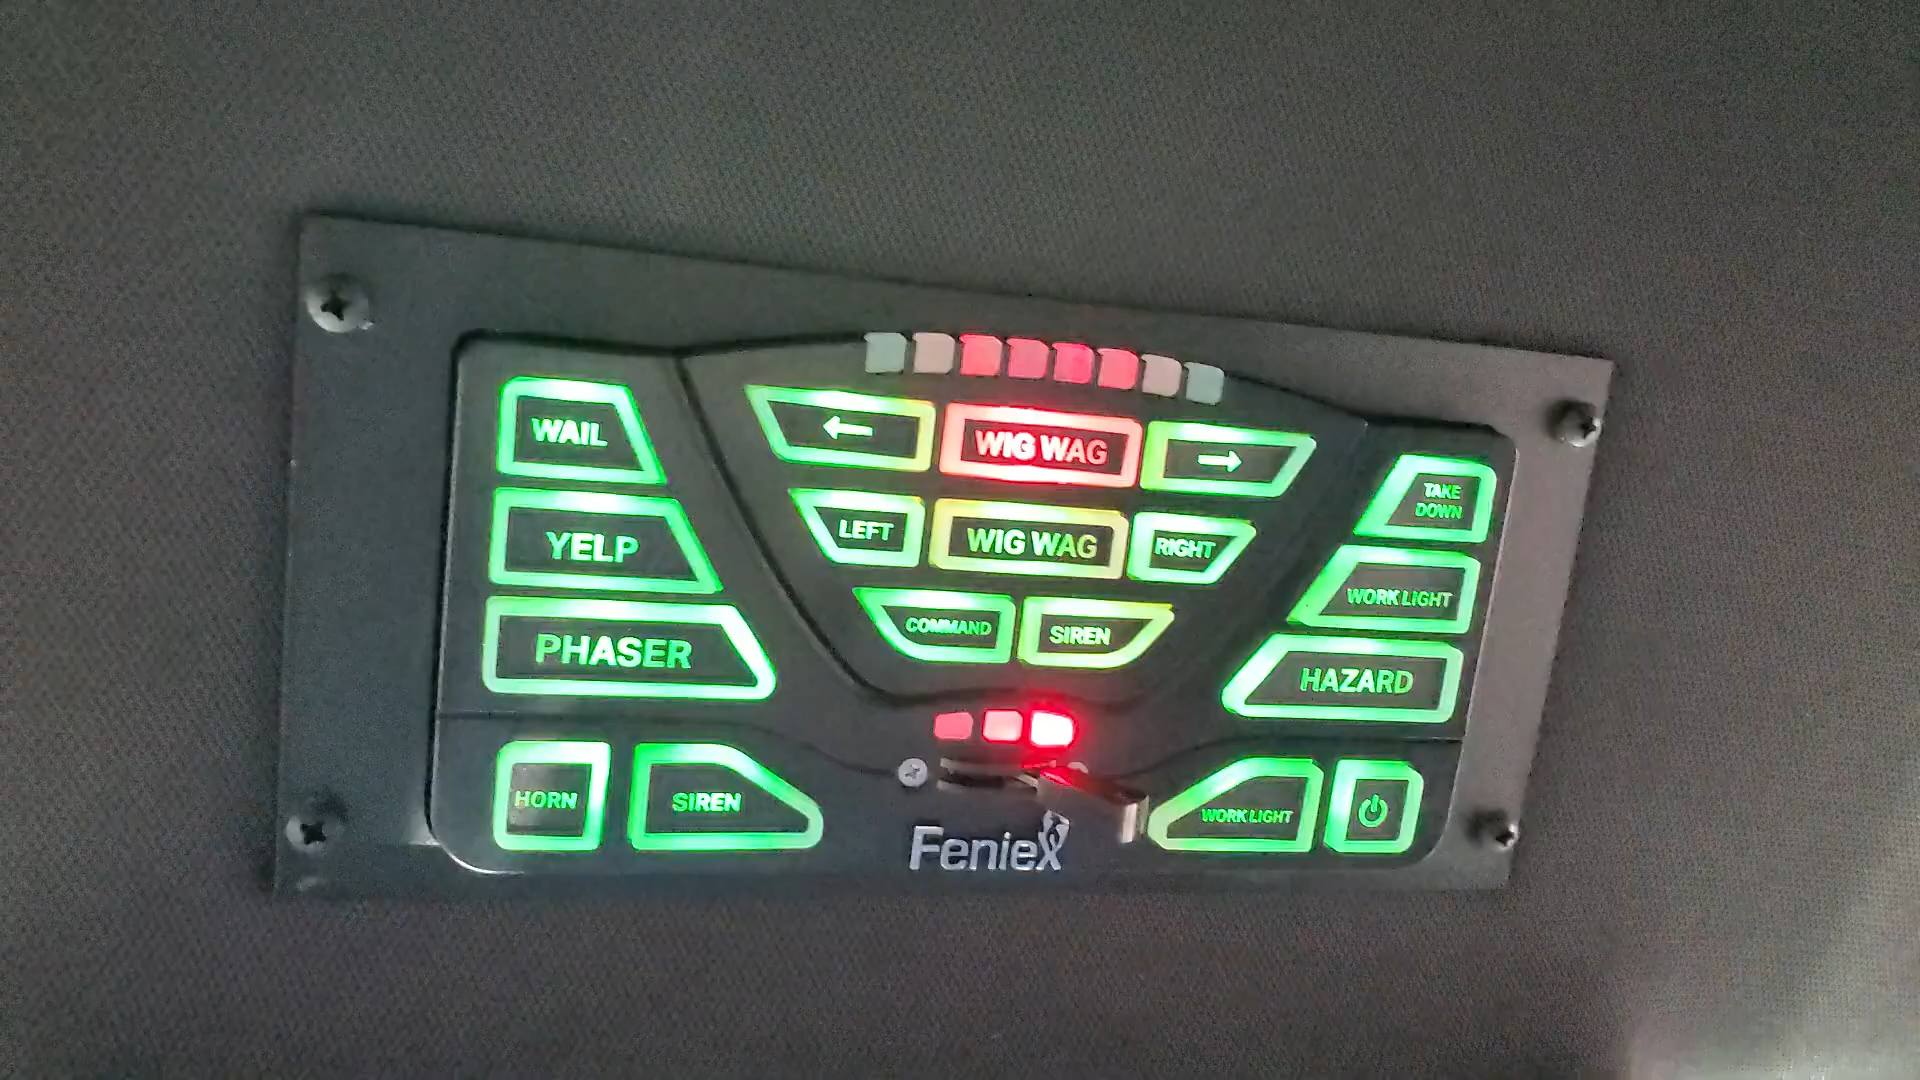 WAIL
← WIG WAG →
TAKE
DOWN
YELP
LEFT WIG WAG RIGHT
WORK LIGHT
PHASER
COMMAND SIREN
HAZARD
HORN SIREN
WORK LIGHT
Feniex